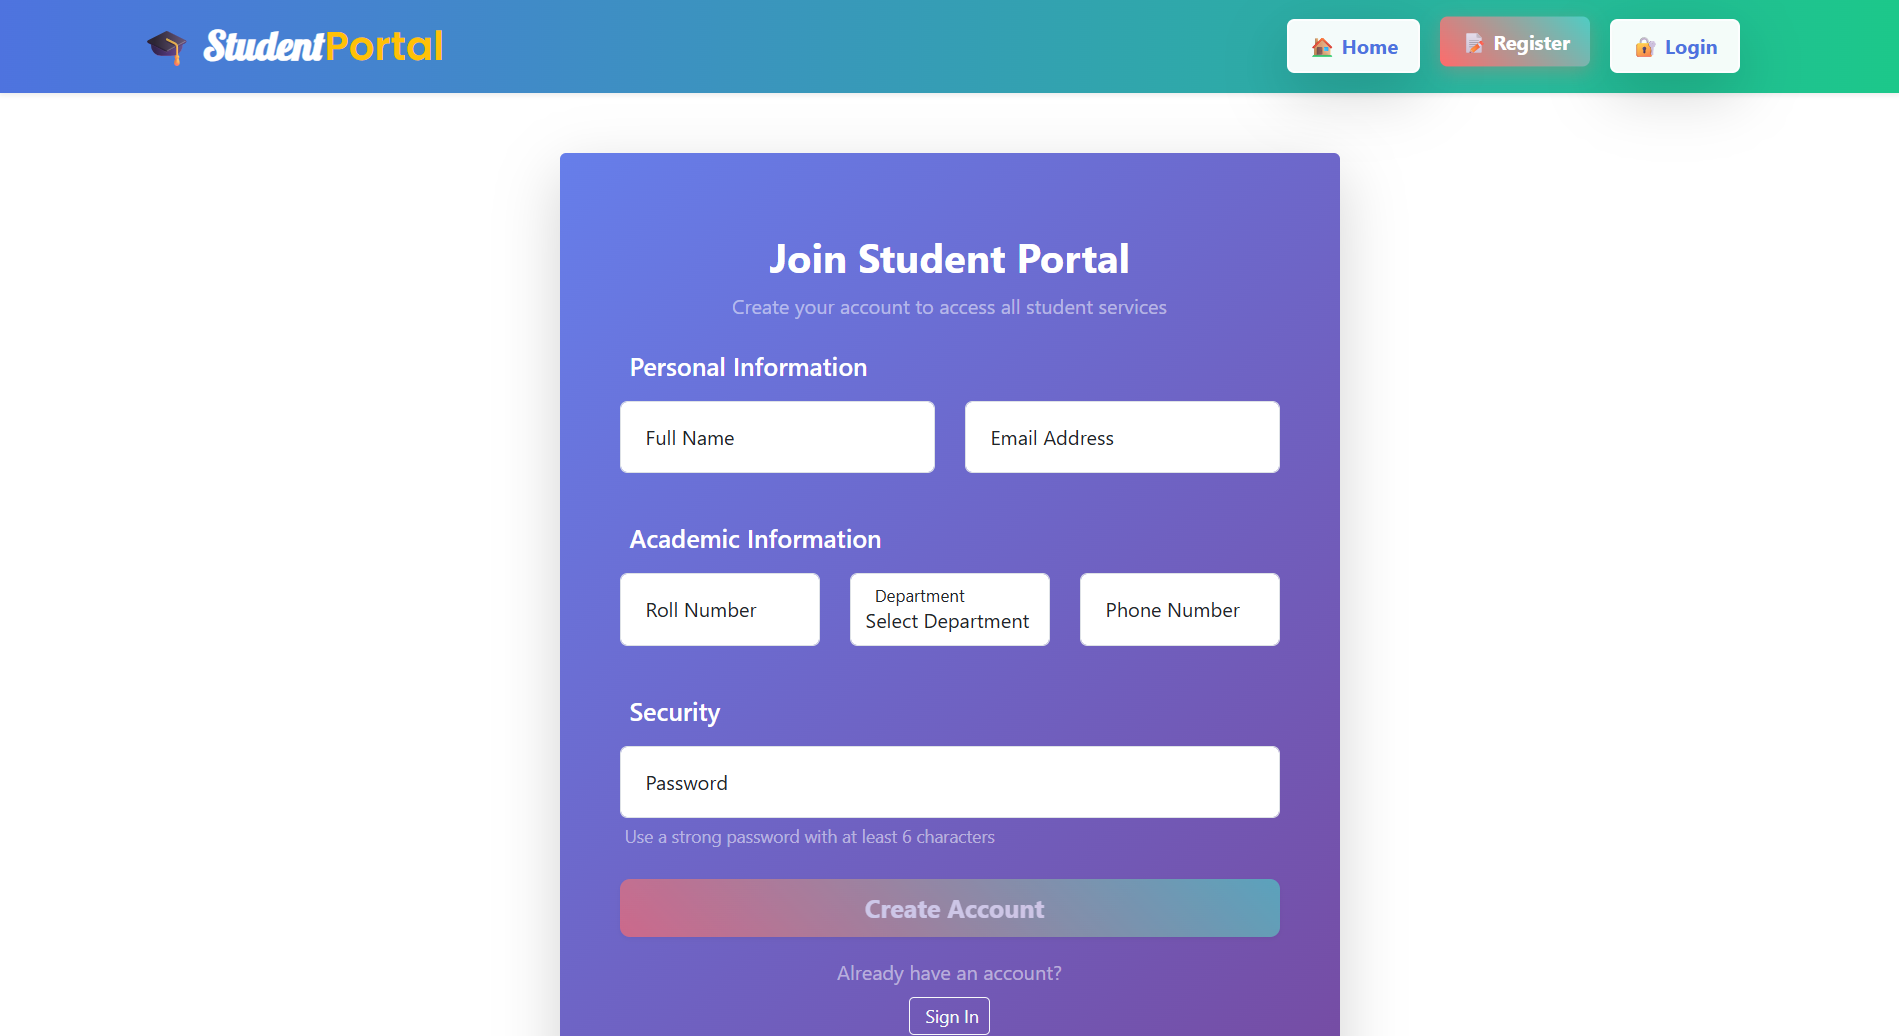 StudentPortal
Home
Register
Login
Join Student Portal
Create your account to access all student services
Personal Information
Full Name
Email Address
Academic Information
Roll Number
Department
Select Department
Phone Number
Security
Password
Use a strong password with at least 6 characters
Create Account
Already have an account?
Sign In